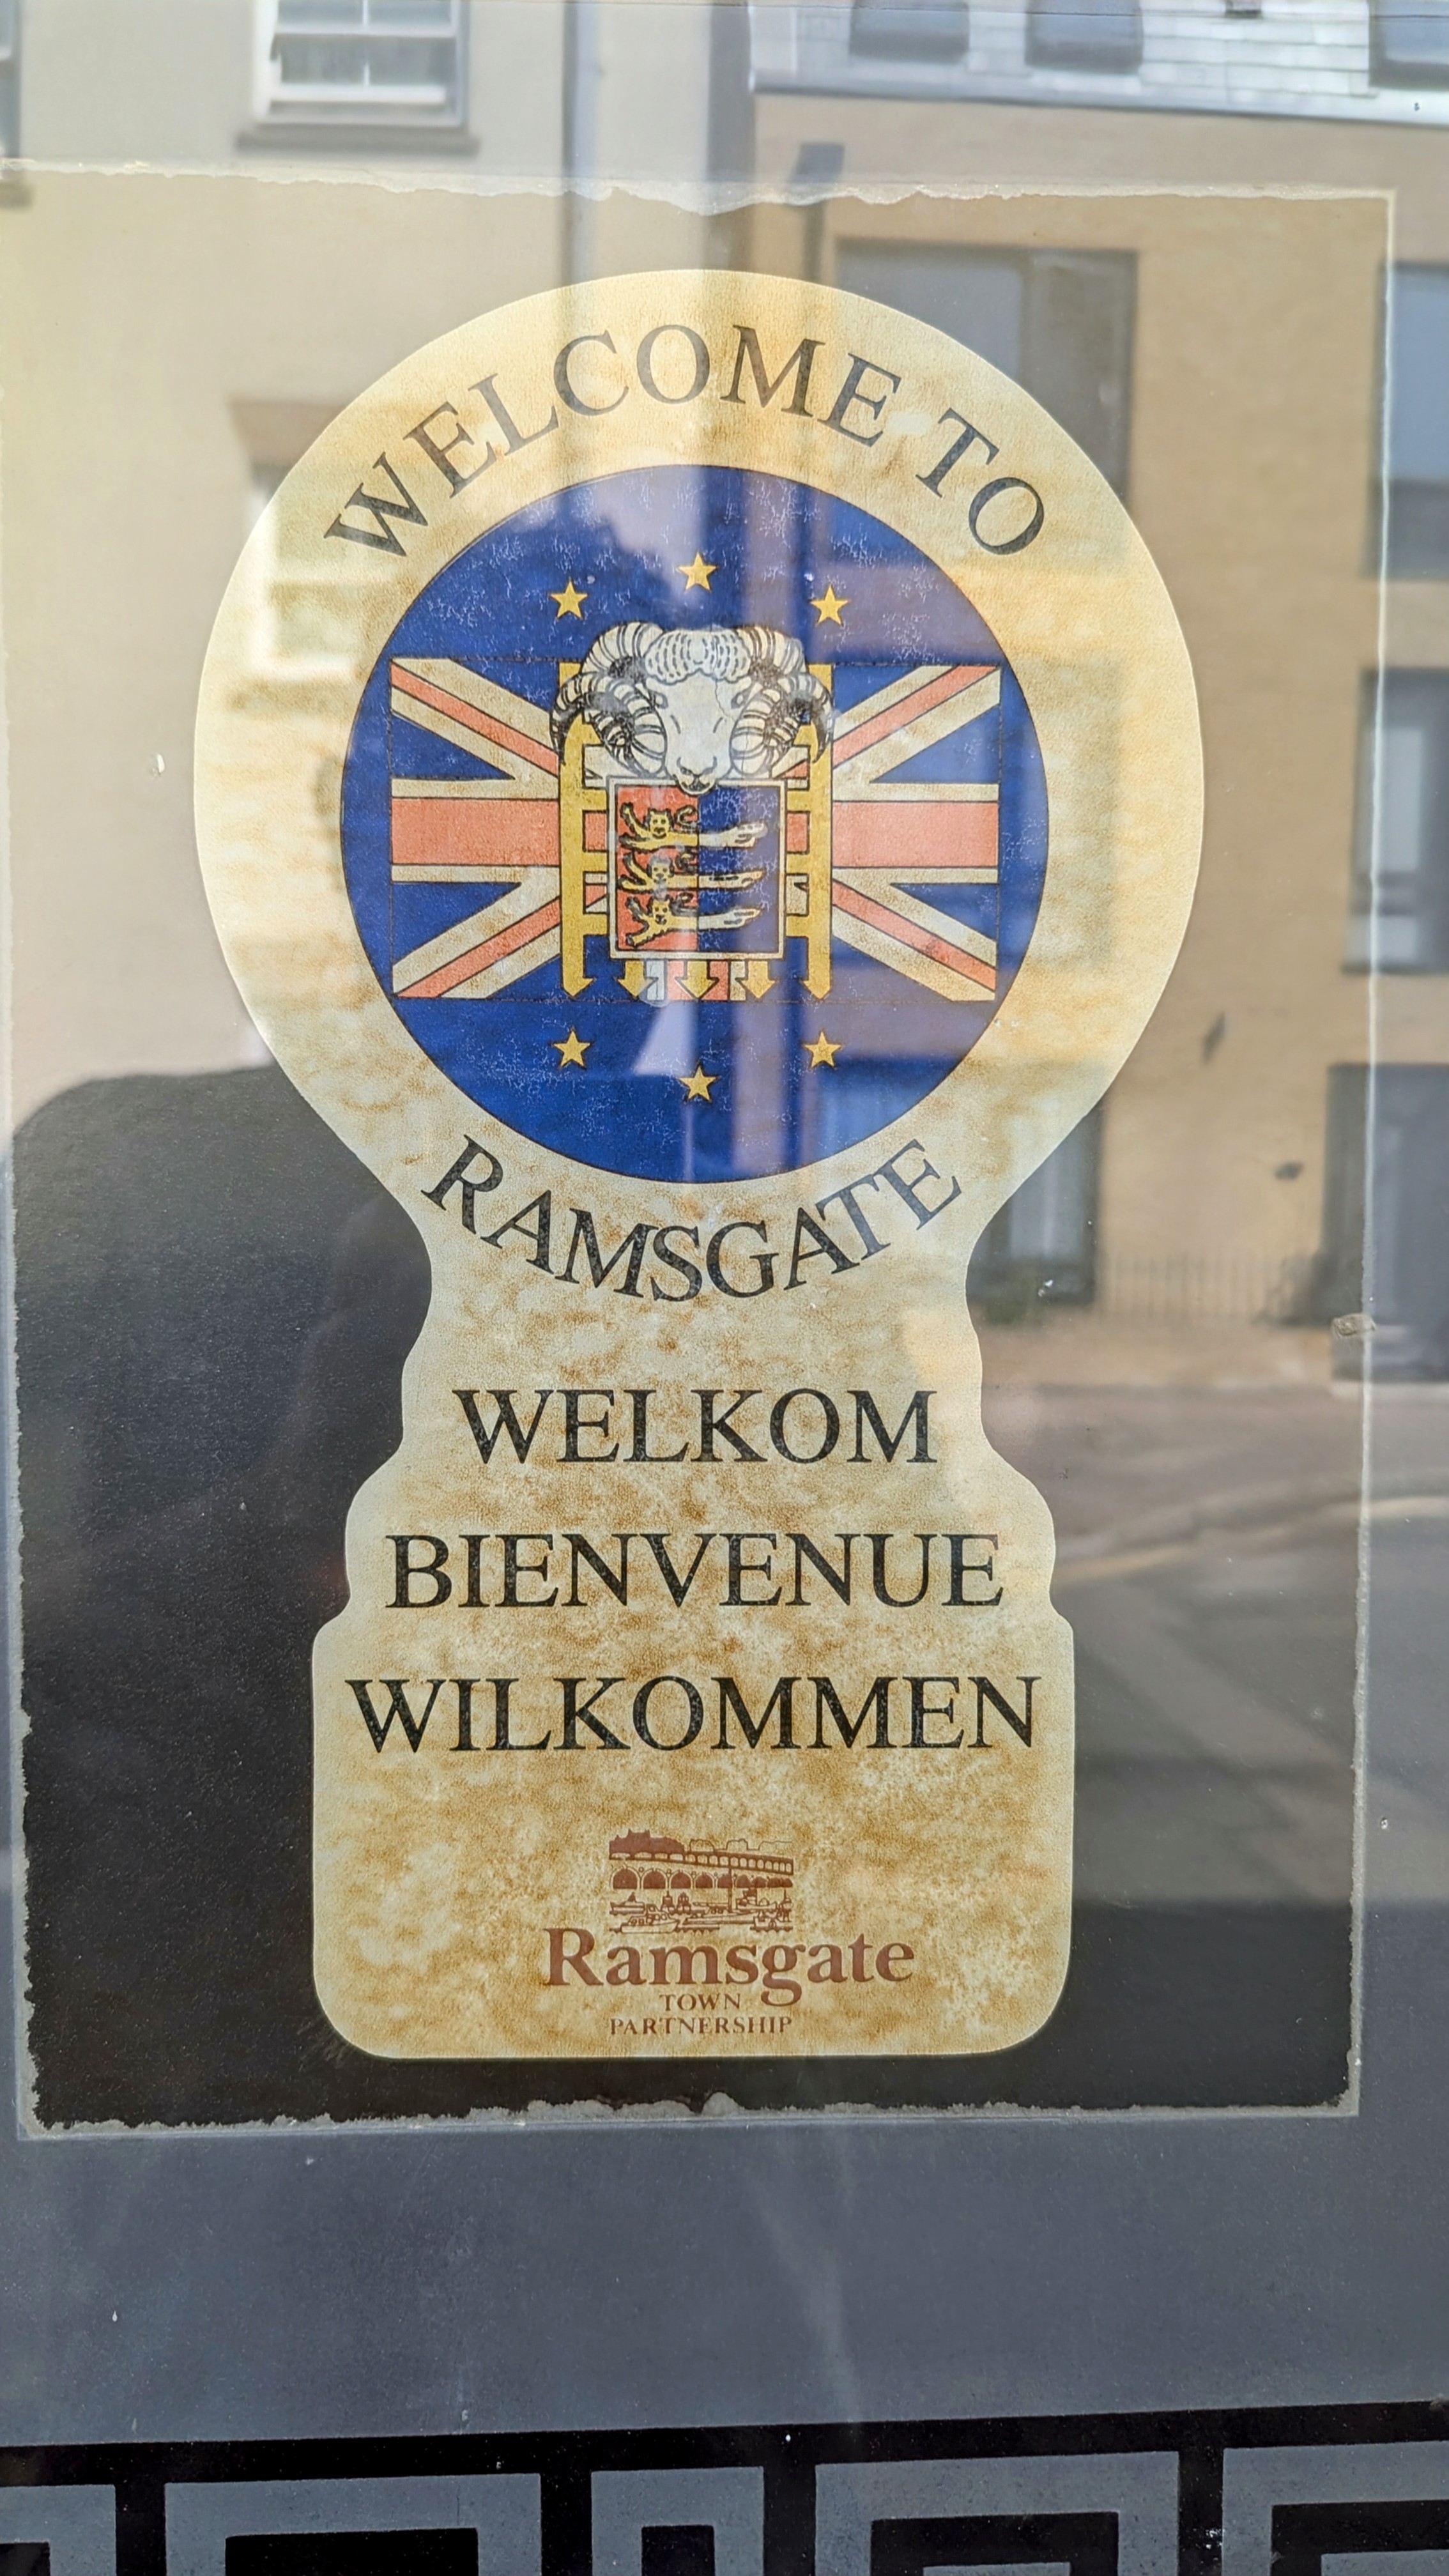 WELCOME TO
RAMSGATE
WELKOM
BIENVENUE
WILKOMMEN
Ramsgate
TOWN
PARTNERSHIP